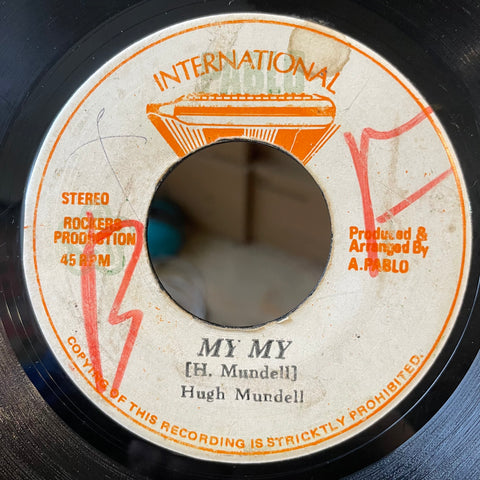 INTERNATIONAL
PABLO
STEREO
ROCKERS
PRODUCTION
45 RPM
Produced &
Arranged By
A. PABLO
MY MY
[H. Mundell]
Hugh Mundell
COPYING OF THIS RECORDING IS STRICKTLY PROHIBITED.